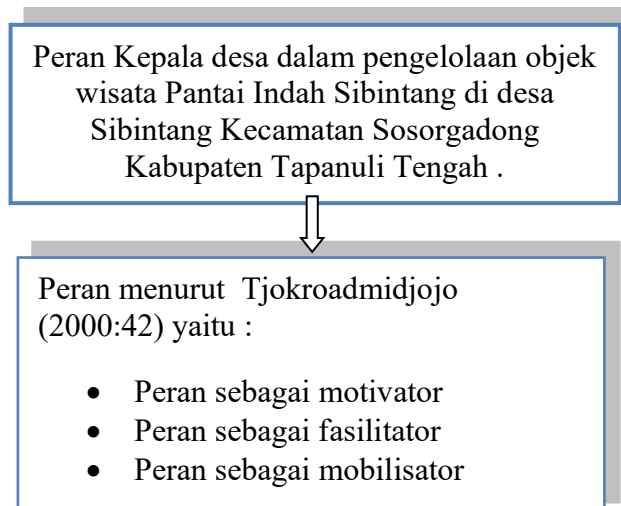 Peran Kepala desa dalam pengelolaan objek
wisata Pantai Indah Sibintang di desa
Sibintang Kecamatan Sosorgadong
Kabupaten Tapanuli Tengah .
Peran menurut  Tjokroadmidjojo
(2000:42) yaitu :
• Peran sebagai motivator
• Peran sebagai fasilitator
• Peran sebagai mobilisator